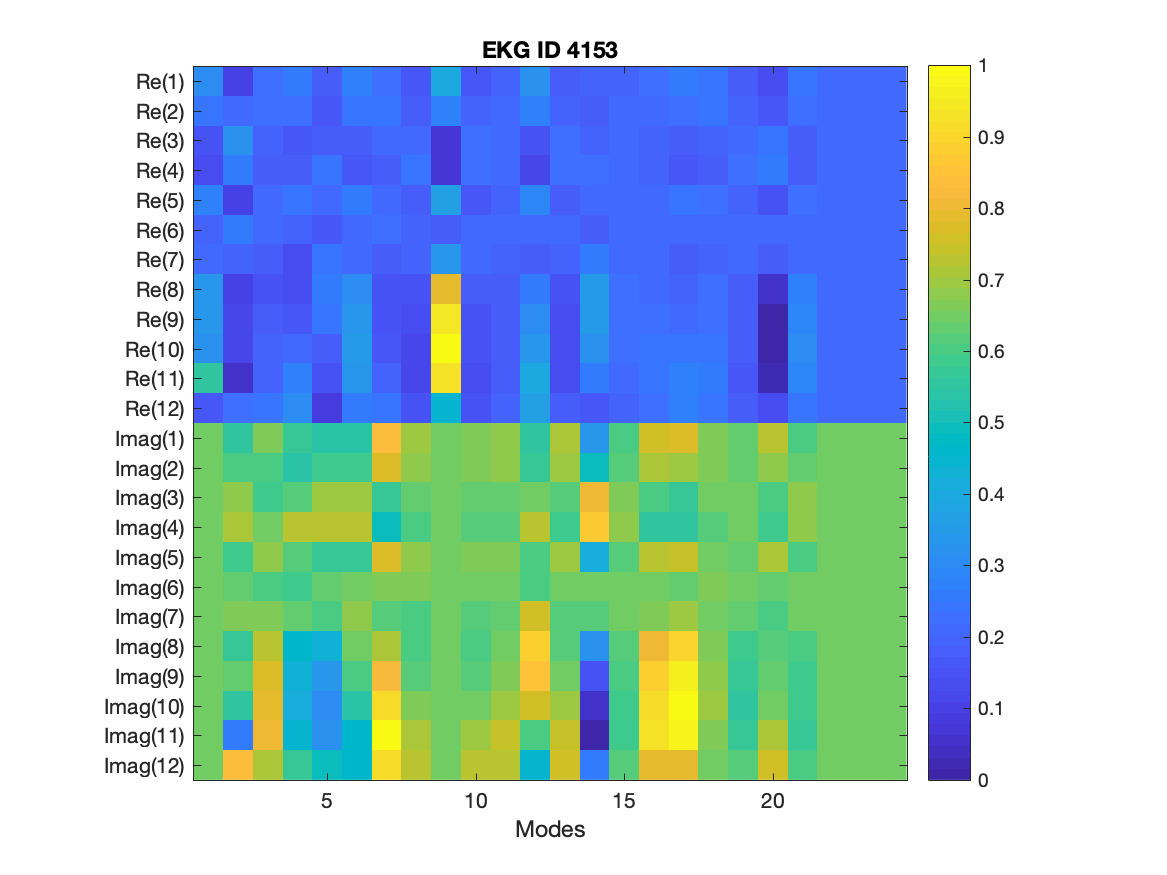 EKG ID 4153
Re(1)
Re(2)
Re(3)
Re(4)
Re(5)
Re(6)
Re(7)
Re(8)
Re(9)
Re(10)
Re(11)
Re(12)
Imag(1)
Imag(2)
Imag(3)
Imag(4)
Imag(5)
Imag(6)
Imag(7)
Imag(8)
Imag(9)
Imag(10)
Imag(11)
Imag(12)
5 10 15 20
Modes
1
0.9
0.8
0.7
0.6
0.5
0.4
0.3
0.2
0.1
0